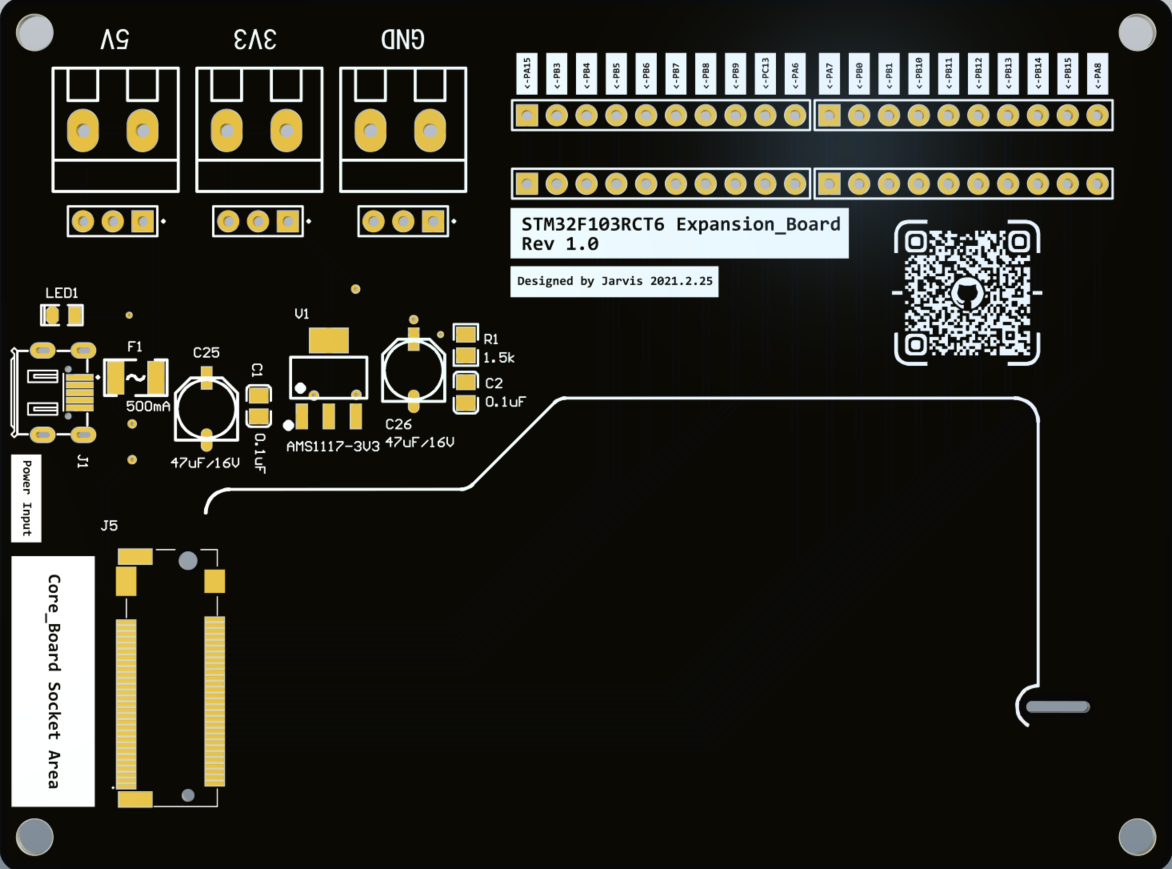 5V
3V3
GND
<-PA15
<-PB3
<-PB4
<-PB5
<-PB6
<-PB7
<-PB8
<-PB9
<-PC13
<-PA6
<-PA7
<-PB0
<-PB1
<-PB10
<-PB11
<-PB12
<-PB13
<-PB14
<-PB15
<-PA8
STM32F103RCT6 Expansion_Board
Rev 1.0
Designed by Jarvis 2021.2.25
LED1
V1
F1
500mA
C25
47uF/16V
C1
0.1uF
AMS1117-3V3
C26
47uF/16V
R1
1.5k
C2
0.1uF
J1
Power Input
J5
Core_Board Socket Area